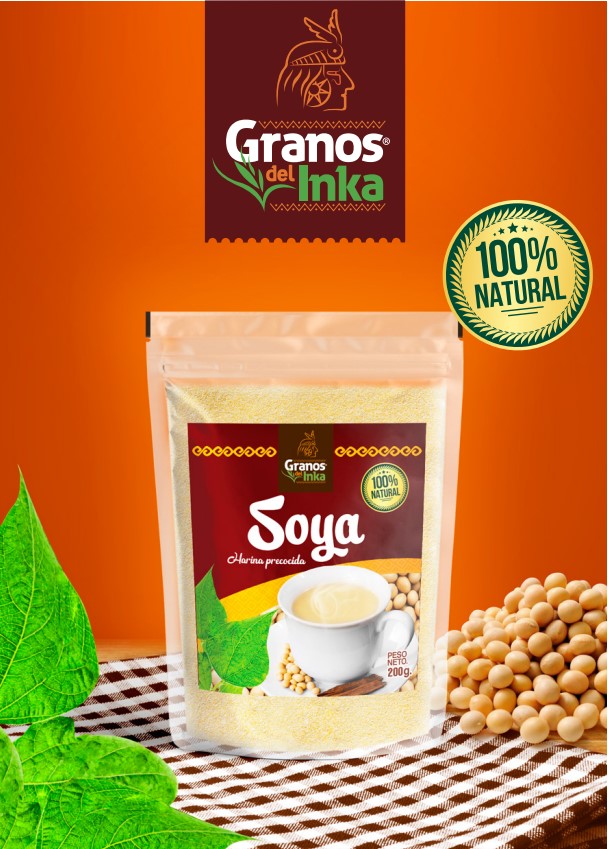 Granos®
del Inka
100%
NATURAL
Granos
del Inka
100%
NATURAL
Soya
Harina precocida
PESO
NETO.
200g.